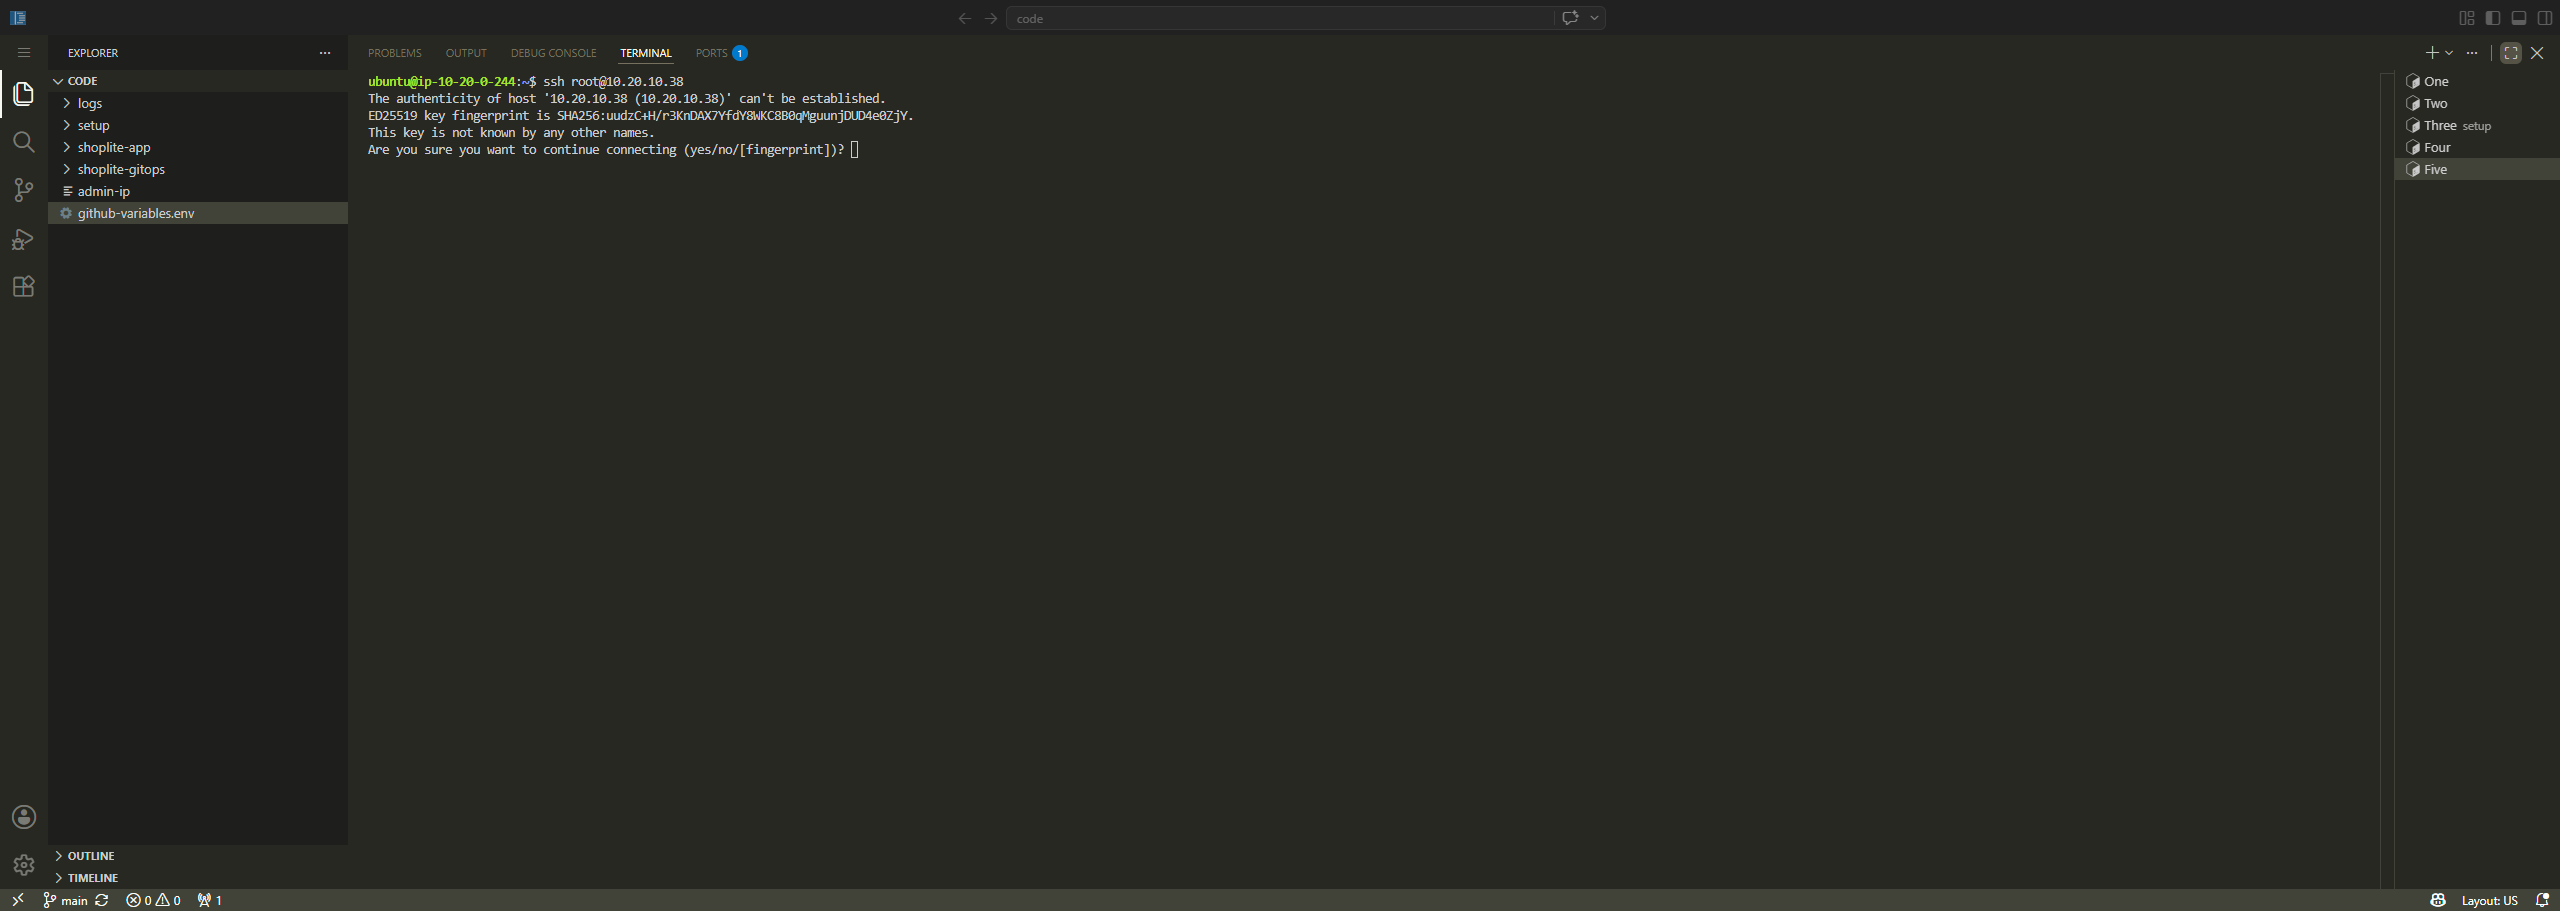 code
EXPLORER
CODE
logs
setup
shoplite-app
shoplite-gitops
admin-ip
github-variables.env
OUTLINE
TIMELINE
PROBLEMS OUTPUT DEBUG CONSOLE TERMINAL PORTS 1
ubuntu@ip-10-20-0-244:~$ ssh root@10.20.10.38
The authenticity of host '10.20.10.38 (10.20.10.38)' can't be established.
ED25519 key fingerprint is SHA256:uudzC+H/r3KnDAX7YfdY8WKC8B0qMguunjDUD4e0ZjY.
This key is not known by any other names.
Are you sure you want to continue connecting (yes/no/[fingerprint])?
One
Two
Three setup
Four
Five
main 0 0 1
Layout: US